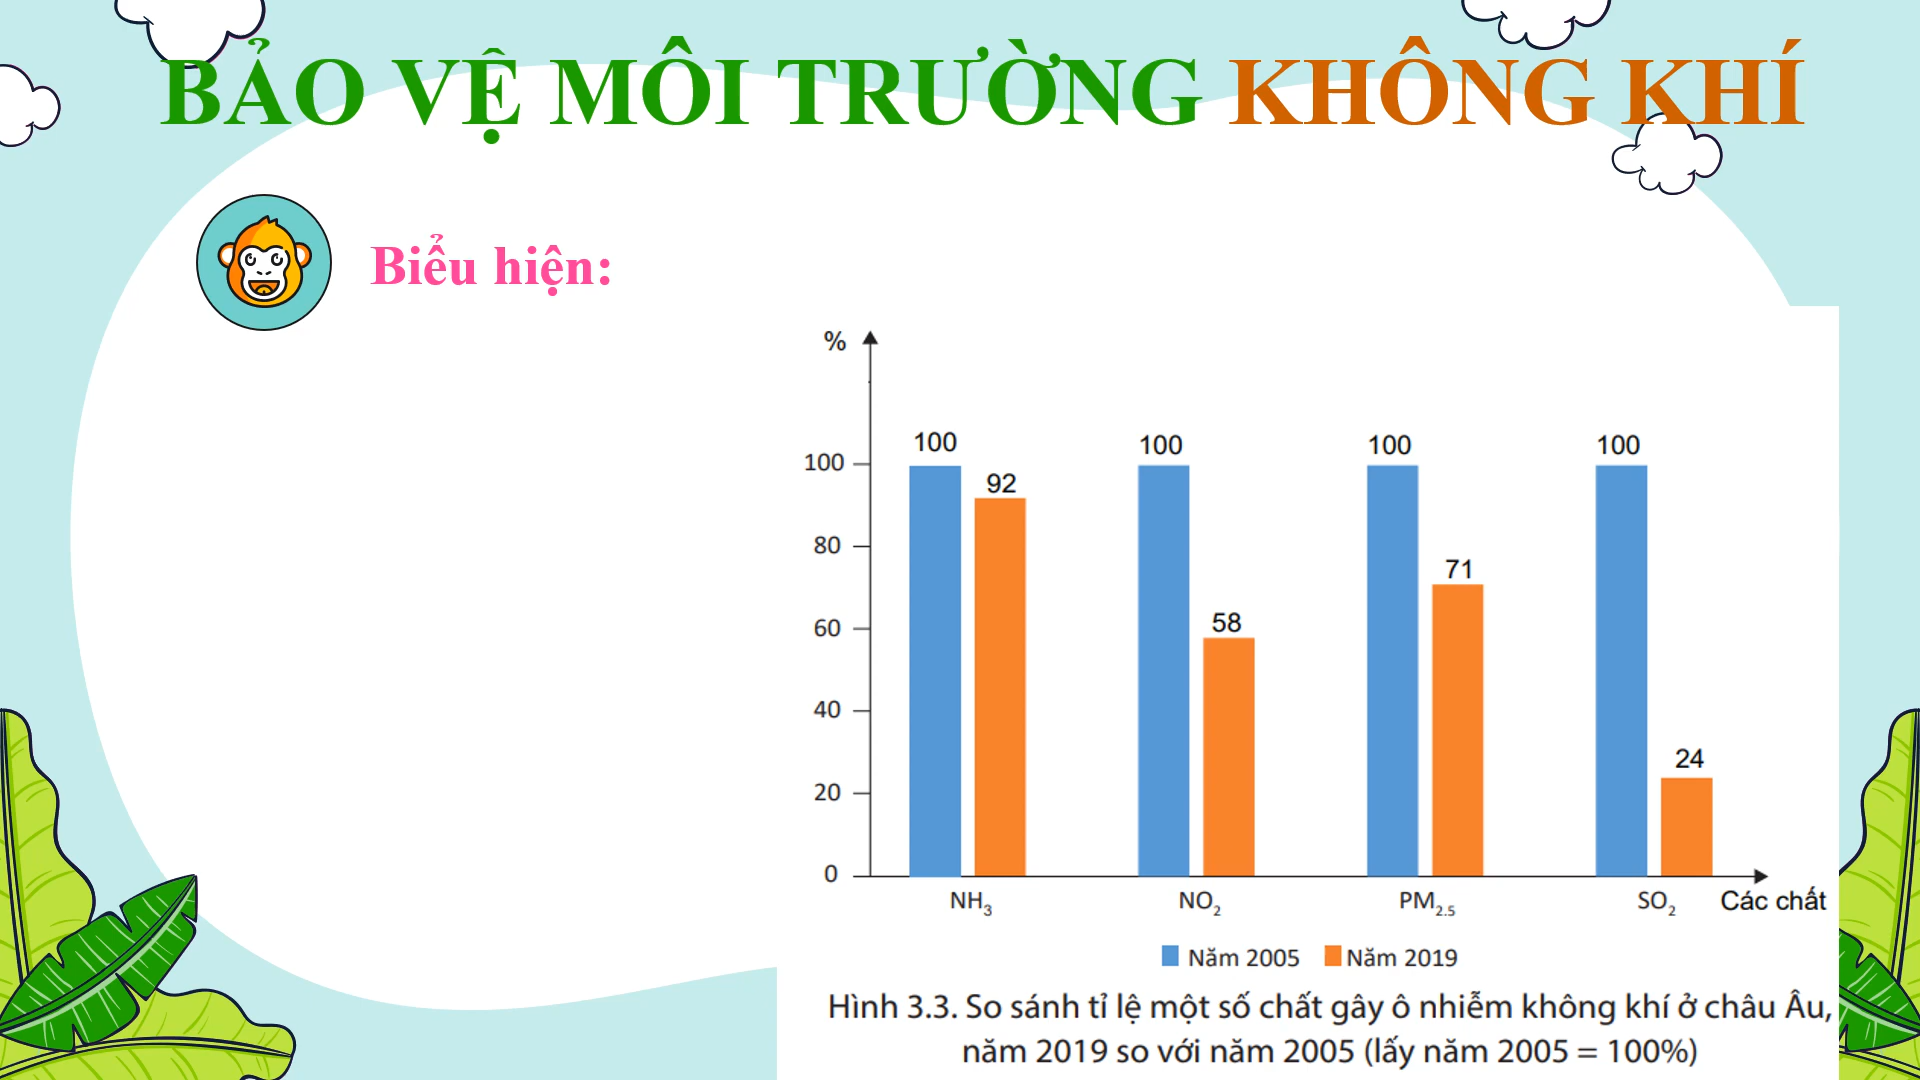 BẢO VỆ MÔI TRƯỜNG KHÔNG KHÍ
Biểu hiện:
%
100 100 100 100
92
58
71
24
100
80
60
40
20
0
NH3 NO2 PM2.5 SO2 Các chất
Năm 2005 Năm 2019
Hình 3.3. So sánh tỉ lệ một số chất gây ô nhiễm không khí ở châu Âu,
năm 2019 so với năm 2005 (lấy năm 2005 = 100%)